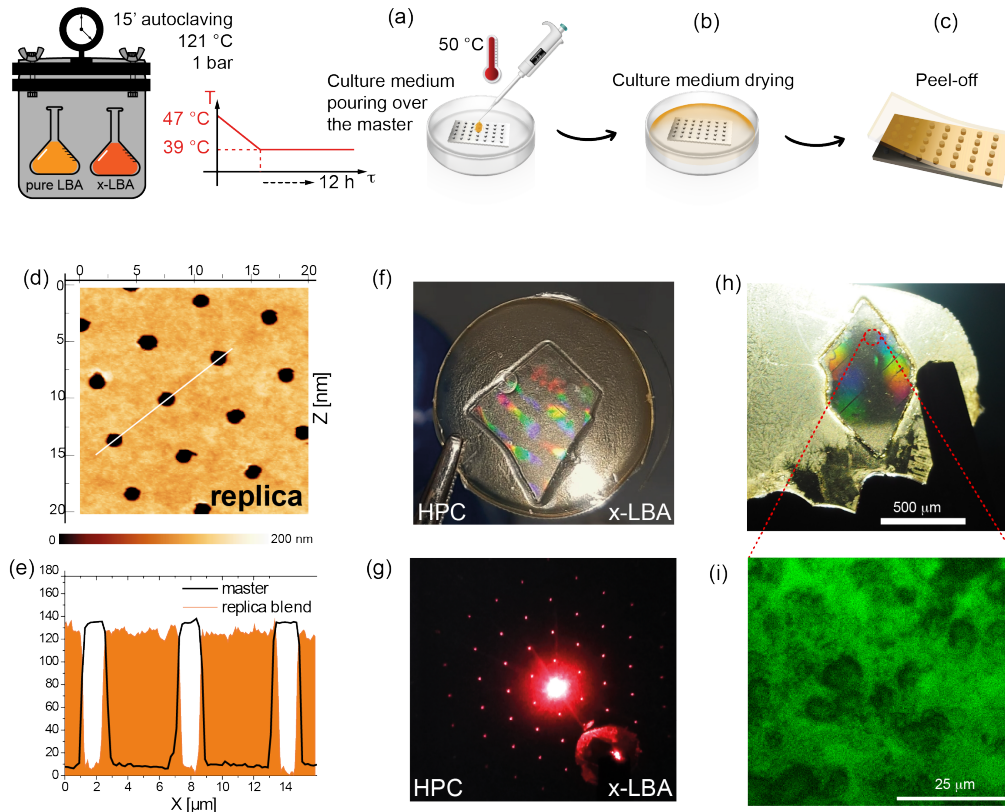 15’ autoclaving
121 °C
1 bar
pure LBA
x-LBA
T
47 °C
39 °C
12 h
τ
(a)
50 °C
Culture medium
pouring over
the master
(b)
Culture medium drying
(c)
Peel-off
(d)
0 5 10 15 20
0
5
10
15
20
Z [nm]
replica
0
200 nm
(e)
180
160
140
120
100
80
60
40
20
0
master
replica blend
0 2 4 6 8 10 12 14
X [µm]
(f)
HPC
x-LBA
(g)
HPC
x-LBA
(h)
500 µm
(i)
25 µm